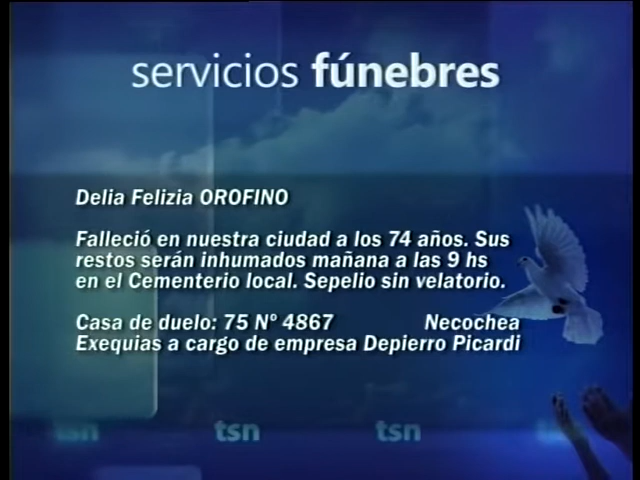 servicios fúnebres
Delia Felizia OROFINO
Falleció en nuestra ciudad a los 74 años. Sus
restos serán inhumados mañana a las 9 hs
en el Cementerio local. Sepelio sin velatorio.
Casa de duelo: 75 Nº 4867 Necochea
Exequias a cargo de empresa Depierro Picardi
tsn tsn tsn